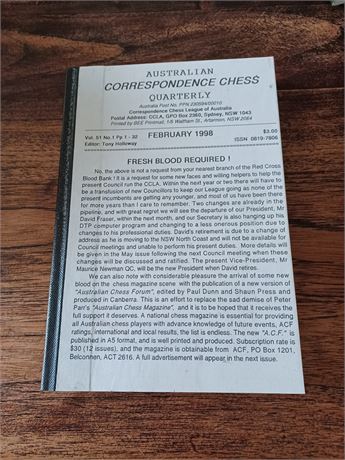 AUSTRALIAN
CORRESPONDENCE CHESS
QUARTERLY
Australia Post No. PPN 230594/00010
Correspondence Chess League of Australia
Postal Address: CCLA, GPO Box 2360, Sydney, NSW 1043
Printed by BEE Printmail, 1/6 Waltham St, Artarmon, NSW 2064
$3.00
Vol. 51 No.1 Pp 1 - 32 FEBRUARY 1998
Editor: Tony Holloway ISSN 0819-7806
FRESH BLOOD REQUIRED !
No, the above is not a request from your nearest branch of the Red Cross
Blood Bank ! It is a request for some new faces and willing helpers to help the
present Council run the CCLA. Within the next year or two there will have to
be a transfusion of new Councillors to keep our League going as none of the
present incumbents are getting any younger, and most of us have been there
for more years than I care to remember. Two changes are already in the
pipeline, and with great regret we will see the departure of our President, Mr
David Fraser, within the next month, and our Secretary is also hanging up his
DTP computer program and changing to a less onerous position due to
changes to his professional duties. David's retirement is due to a change of
address as he is moving to the NSW North Coast and will not be available for
Council meetings and unable to perform his present duties. More details will
be given in the May issue following the next Council meeting when these
changes will be discussed and ratified. The present Vice-President, Mr
Maurice Newman QC, will be the new President when David retires.
We can also note with considerable pleasure the arrival of some new
blood on the chess magazine scene with the publication of a new version of
"Australian Chess Forum", edited by Paul Dunn and Shaun Press and
produced in Canberra. This is an effort to replace the sad demise of Peter
Parr's "Australian Chess Magazine", and it is to be hoped that it receives the
full support it deserves. A national chess magazine is essential for providing
all Australian chess players with advance knowledge of future events, ACF
ratings, international and local results, the list is endless. The new "A.C.F." is
published in A5 format, and is well printed and produced. Subscription rate is
$30 (12 issues), and the magazine is obtainable from ACF, PO Box 1201,
Belconnen, ACT 2616. A full advertisement will appear in the next issue.